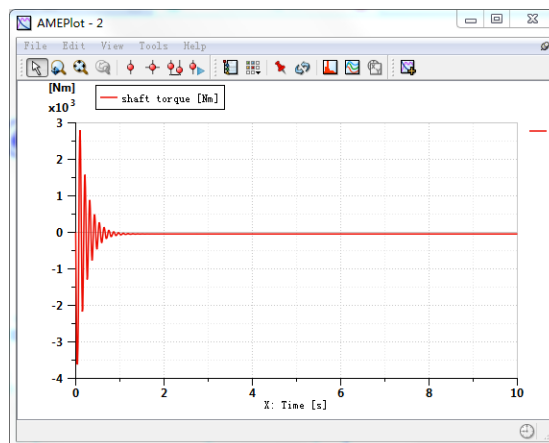 AMEPlot - 2
File Edit View Tools Help
[Nm]
x10³
shaft torque [Nm]
3
2
1
0
-1
-2
-3
-4
0 2 4 6 8 10
X: Time [s]